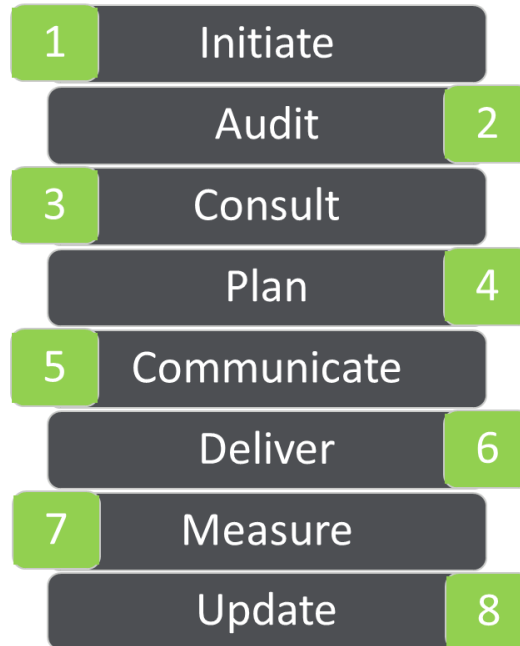 1 Initiate
Audit 2
3 Consult
Plan 4
5 Communicate
Deliver 6
7 Measure
Update 8